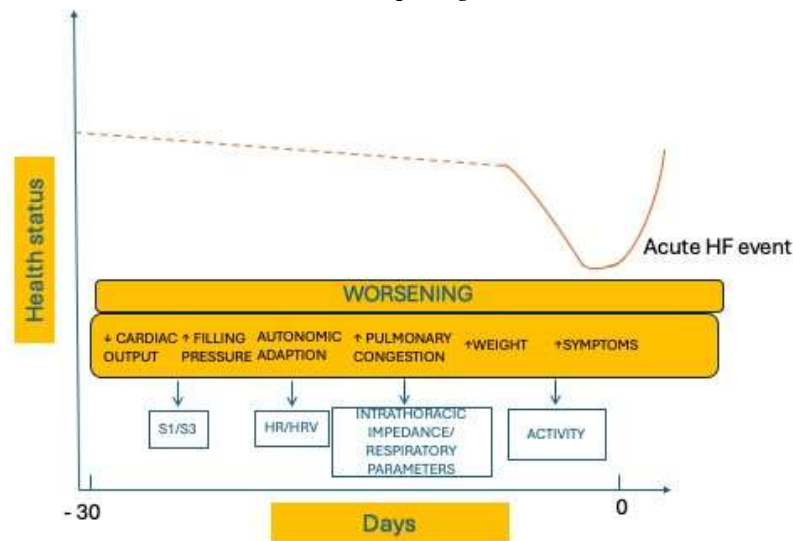 Health status
Acute HF event
WORSENING
↓ CARDIAC OUTPUT
↑ FILLING PRESSURE
AUTONOMIC ADAPTION
↑ PULMONARY CONGESTION
↑WEIGHT
↑SYMPTOMS
S1/S3
HR/HRV
INTRATHORACIC
IMPEDANCE/
RESPIRATORY
PARAMETERS
ACTIVITY
- 30
0
Days